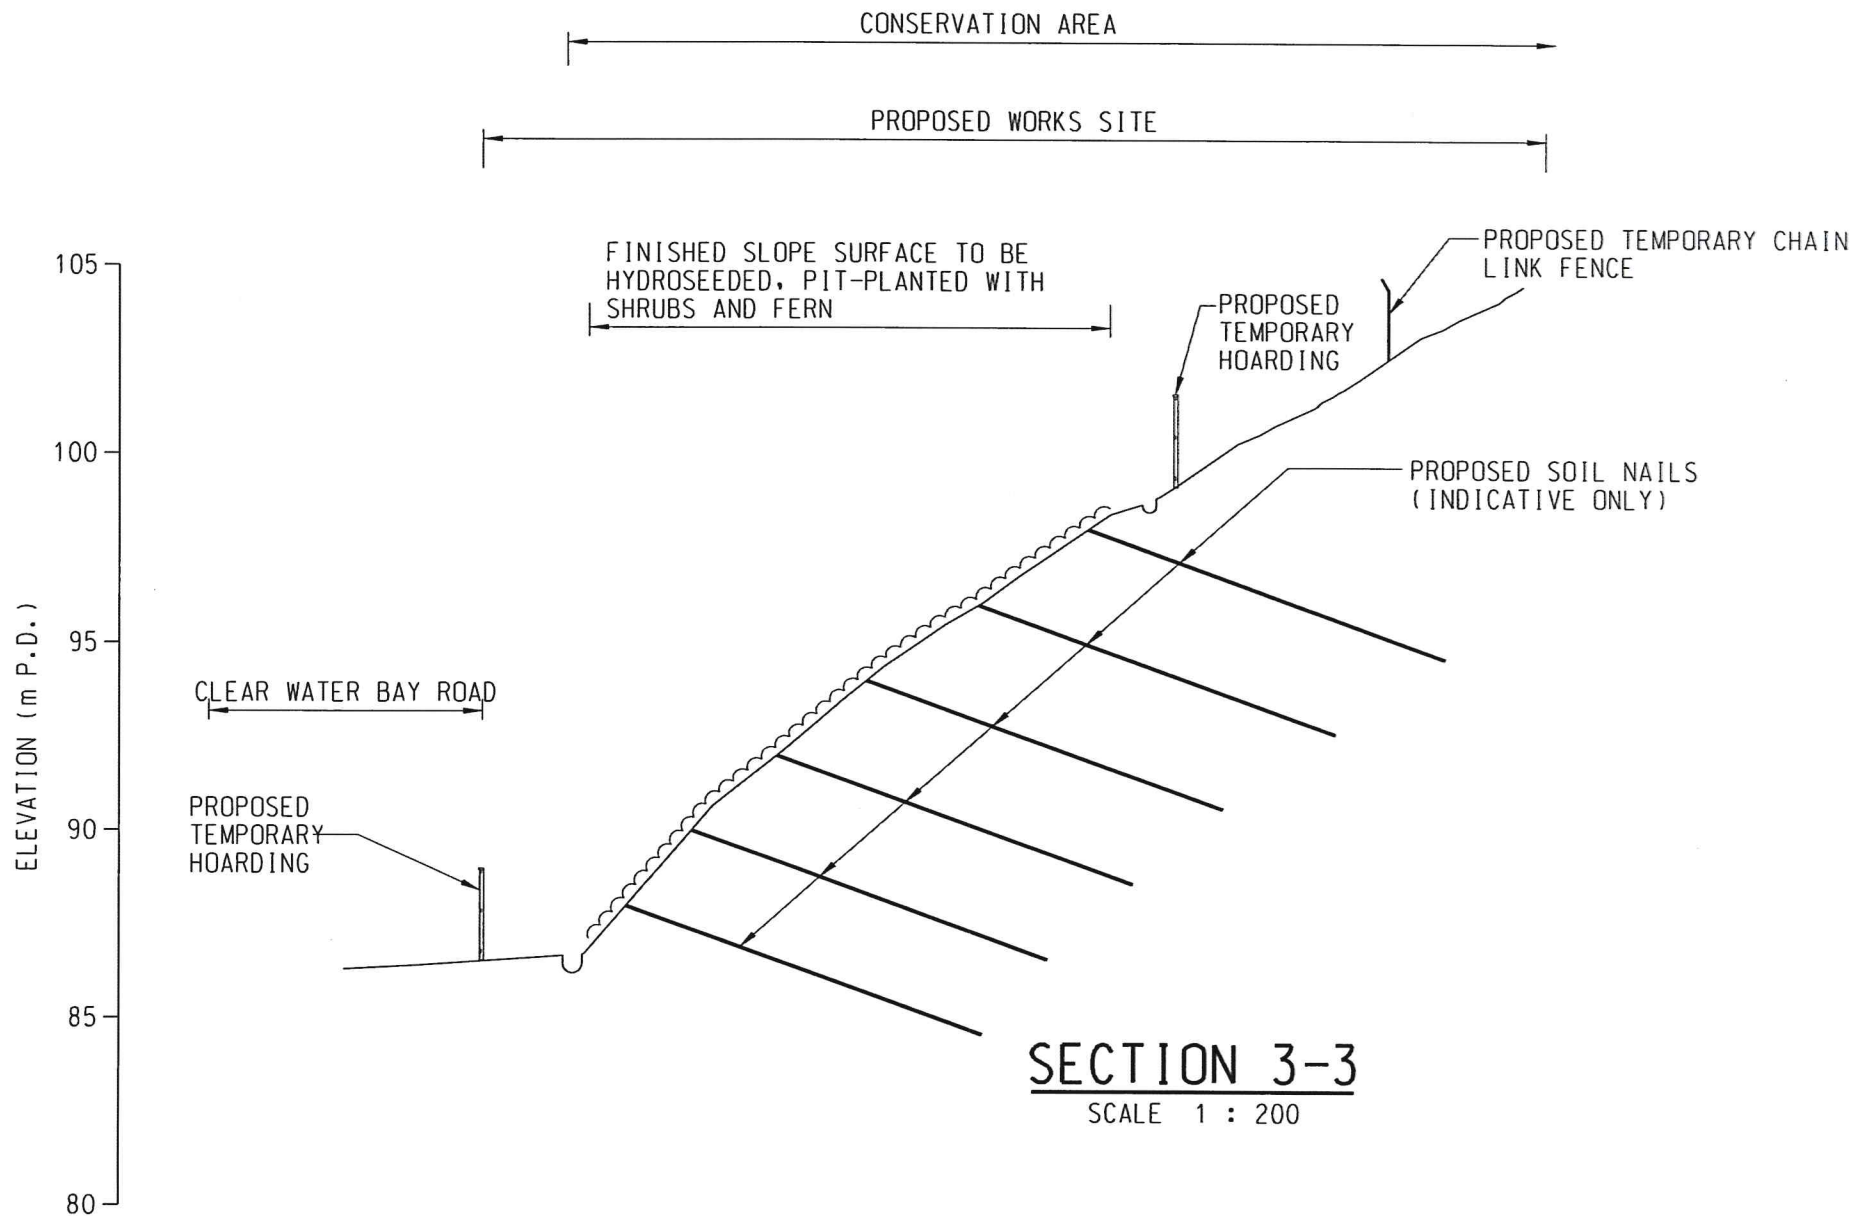 CONSERVATION AREA
PROPOSED WORKS SITE
FINISHED SLOPE SURFACE TO BE
HYDROSEEDED, PIT-PLANTED WITH
SHRUBS AND FERN
PROPOSED TEMPORARY CHAIN
LINK FENCE
PROPOSED
TEMPORARY
HOARDING
PROPOSED SOIL NAILS
(INDICATIVE ONLY)
CLEAR WATER BAY ROAD
PROPOSED
TEMPORARY
HOARDING
ELEVATION (m P.D.)
105
100
95
90
85
80
SECTION 3-3
SCALE 1 : 200